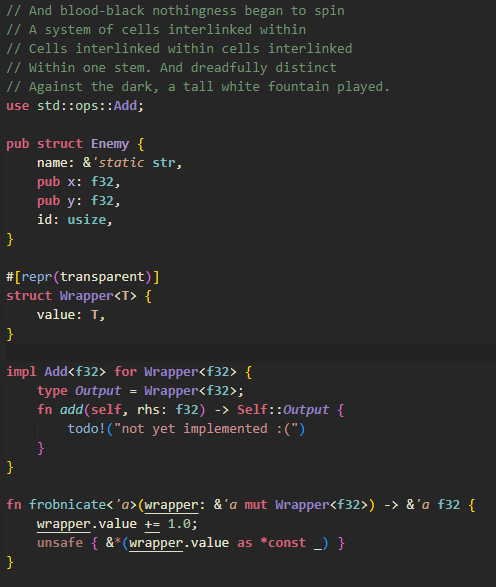 // And blood-black nothingness began to spin
// A system of cells interlinked within
// Cells interlinked within cells interlinked
// Within one stem. And dreadfully distinct
// Against the dark, a tall white fountain played.
use std::ops::Add;

pub struct Enemy {
    name: &'static str,
    pub x: f32,
    pub y: f32,
    id: usize,
}

#[repr(transparent)]
struct Wrapper<T> {
    value: T,
}

impl Add<f32> for Wrapper<f32> {
    type Output = Wrapper<f32>;
    fn add(self, rhs: f32) -> Self::Output {
        todo!("not yet implemented :(")
    }
}

fn frobnicate<'a>(wrapper: &'a mut Wrapper<f32>) -> &'a f32 {
    wrapper.value += 1.0;
    unsafe { &*(wrapper.value as *const _) }
}